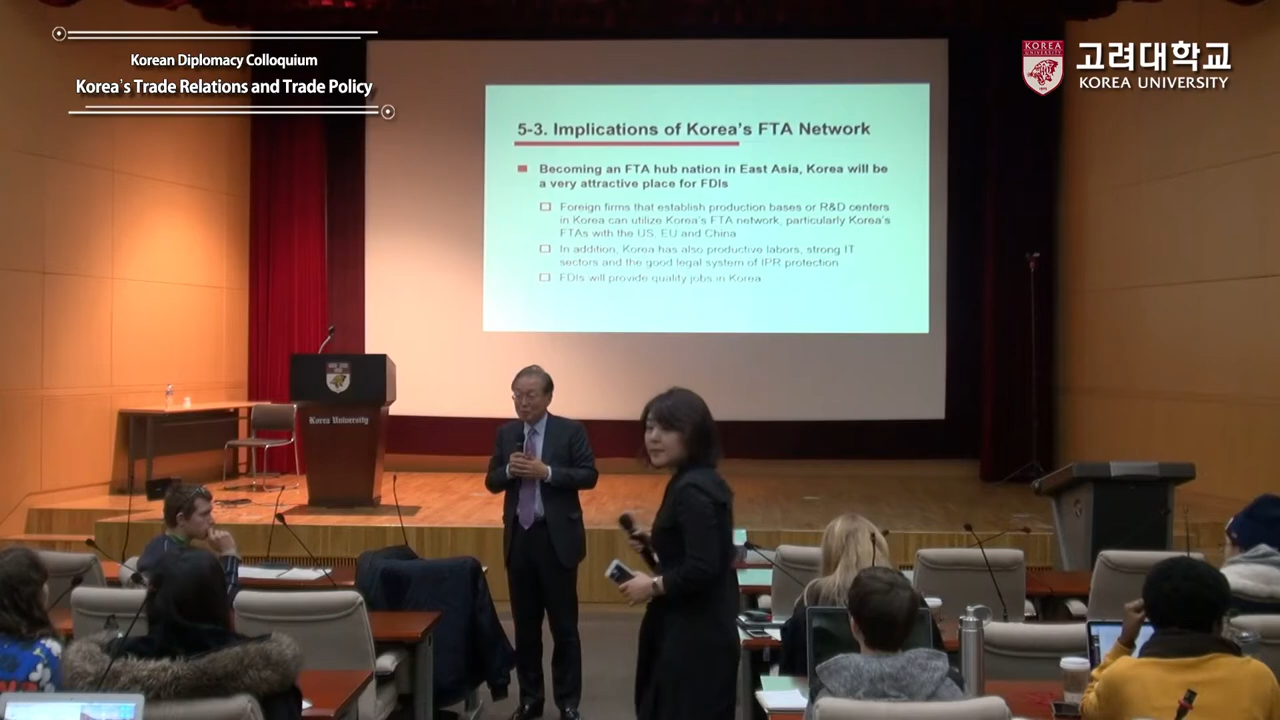 Korean Diplomacy Colloquium
Korea's Trade Relations and Trade Policy
KOREA
UNIVERSITY
고려대학교
KOREA UNIVERSITY
5-3. Implications of Korea's FTA Network
Becoming an FTA hub nation in East Asia, Korea will be
a very attractive place for FDIs
Foreign firms that establish production bases or R&D centers
in Korea can utilize Korea's FTA network, particularly Korea's
FTAs with the US, EU and China
In addition, Korea has also productive labors, strong IT
sectors and the good legal system of IPR protection
FDIs will provide quality jobs in Korea
Korea University